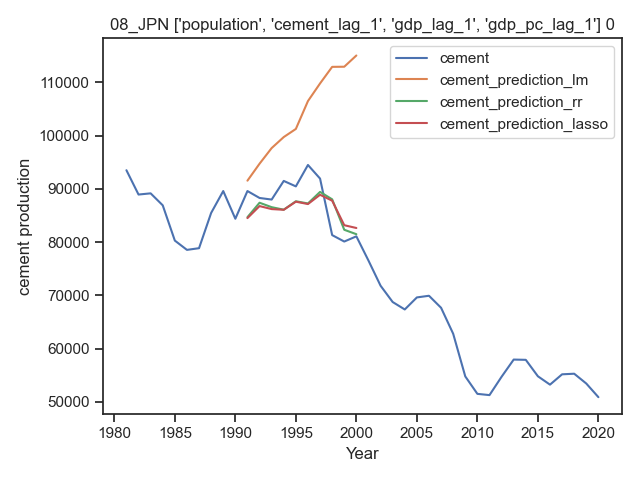 08_JPN ['population', 'cement_lag_1', 'gdp_lag_1', 'gdp_pc_lag_1'] 0
cement
cement_prediction_lm
cement_prediction_rr
cement_prediction_lasso
110000
100000
90000
80000
70000
60000
50000
cement production
1980 1985 1990 1995 2000 2005 2010 2015 2020
Year